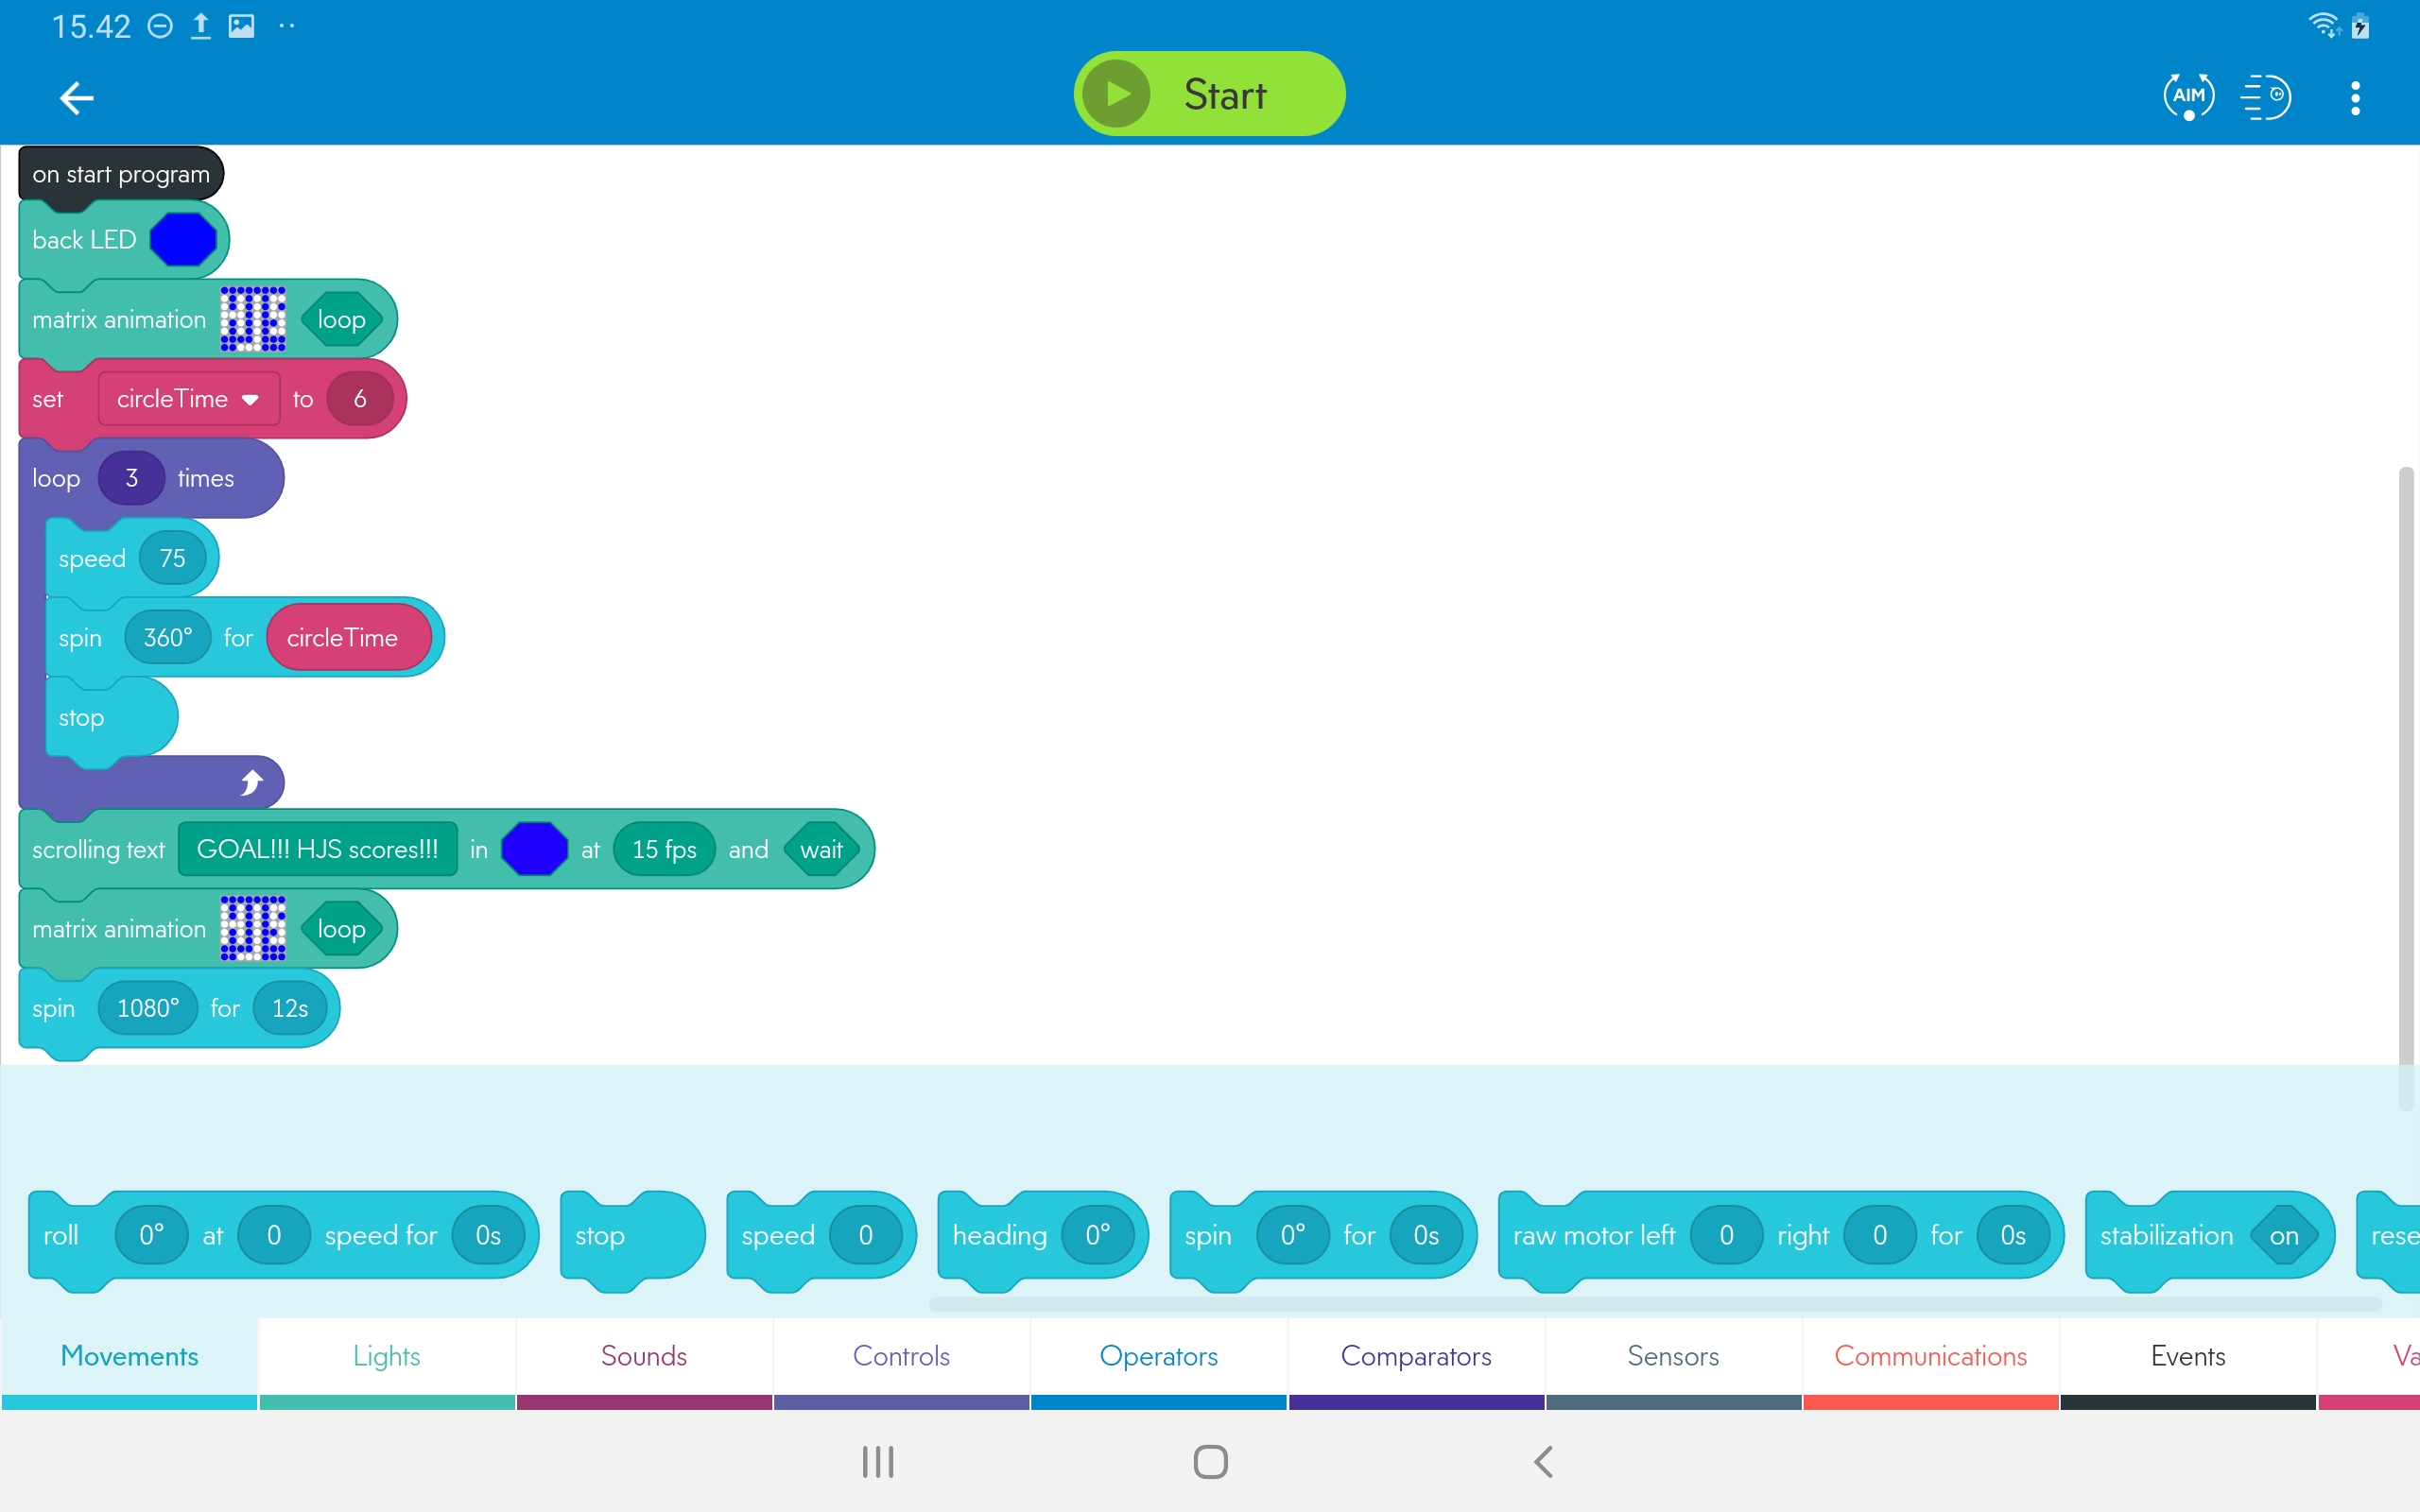 15.42
Start
AIM
on start program
back LED
matrix animation loop
set circleTime to 6
loop 3 times
speed 75
spin 360° for circleTime
stop
scrolling text GOAL!!! HJS scores!!! in at 15 fps and wait
matrix animation loop
spin 1080° for 12s
roll 0° at 0 speed for 0s stop speed 0 heading 0° spin 0° for 0s raw motor left 0 right 0 for 0s stabilization on rese
Movements Lights Sounds Controls Operators Comparators Sensors Communications Events Va